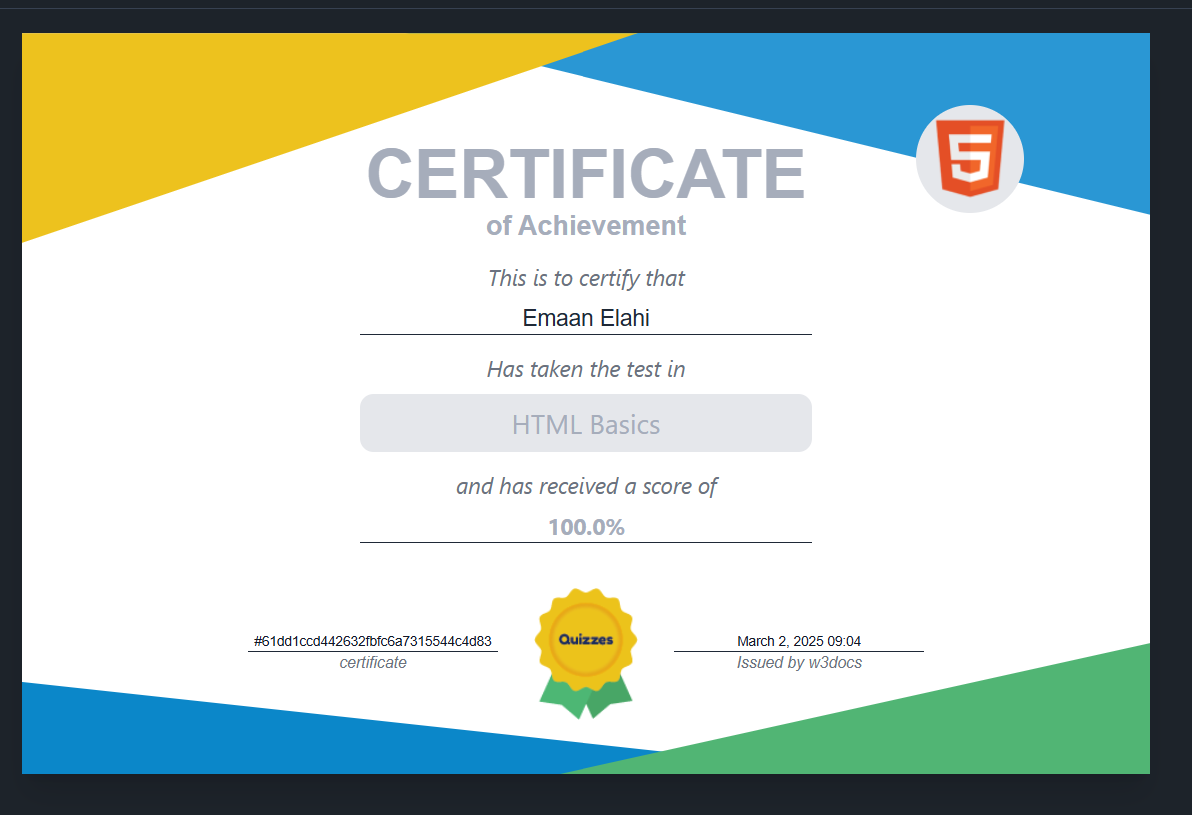 CERTIFICATE
of Achievement
This is to certify that
Emaan Elahi
Has taken the test in
HTML Basics
and has received a score of
100.0%
#61dd1ccd442632fbfc6a7315544c4d83
certificate
Quizzes
March 2, 2025 09:04
Issued by w3docs